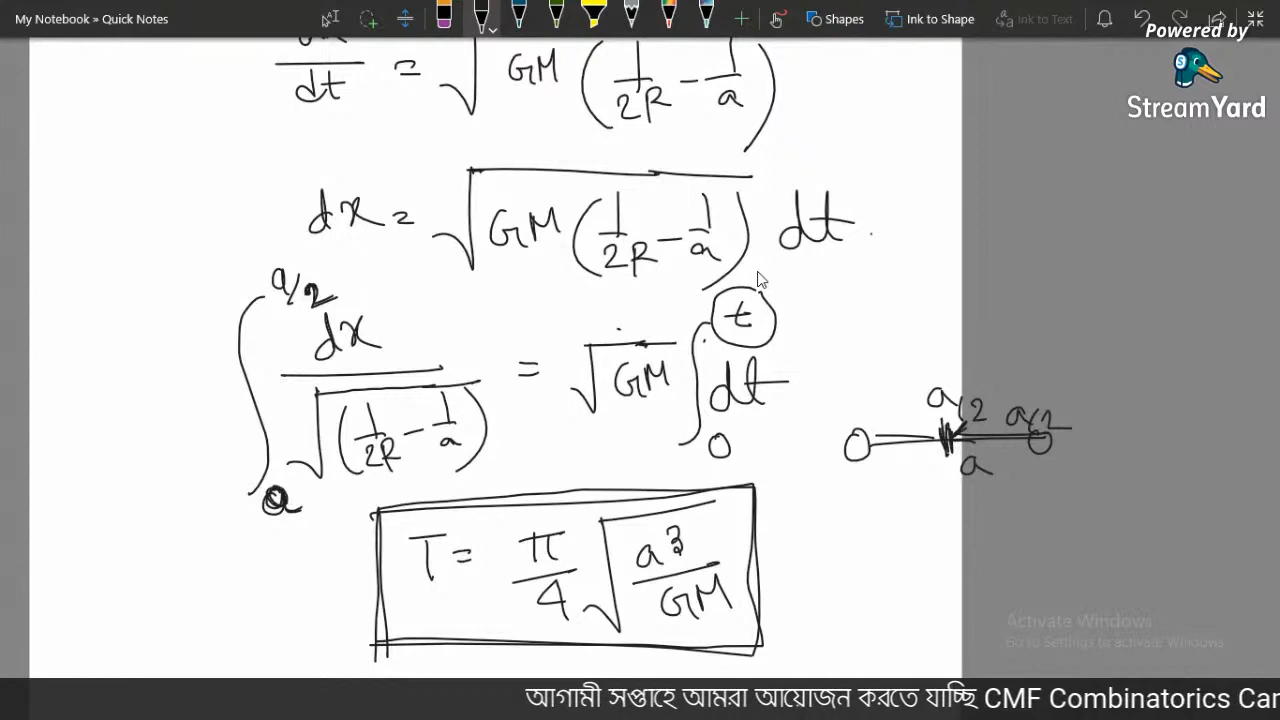 My Notebook » Quick Notes
Shapes
Ink to Shape
Ink to Text
Powered by
StreamYard
dt = √GM (1/2R − 1/a)
dx = √GM (1/2R − 1/a) dt
a/2
dx
√(1/2R − 1/a) = √GM ∫ dt
t
0
a
a/2
a/2
a
T = π/4 √a³/GM
Activate Windows
Go to Settings to activate Windows.
আগামী সপ্তাহে আমরা আয়োজন করতে যাচ্ছি CMF Combinatorics Car